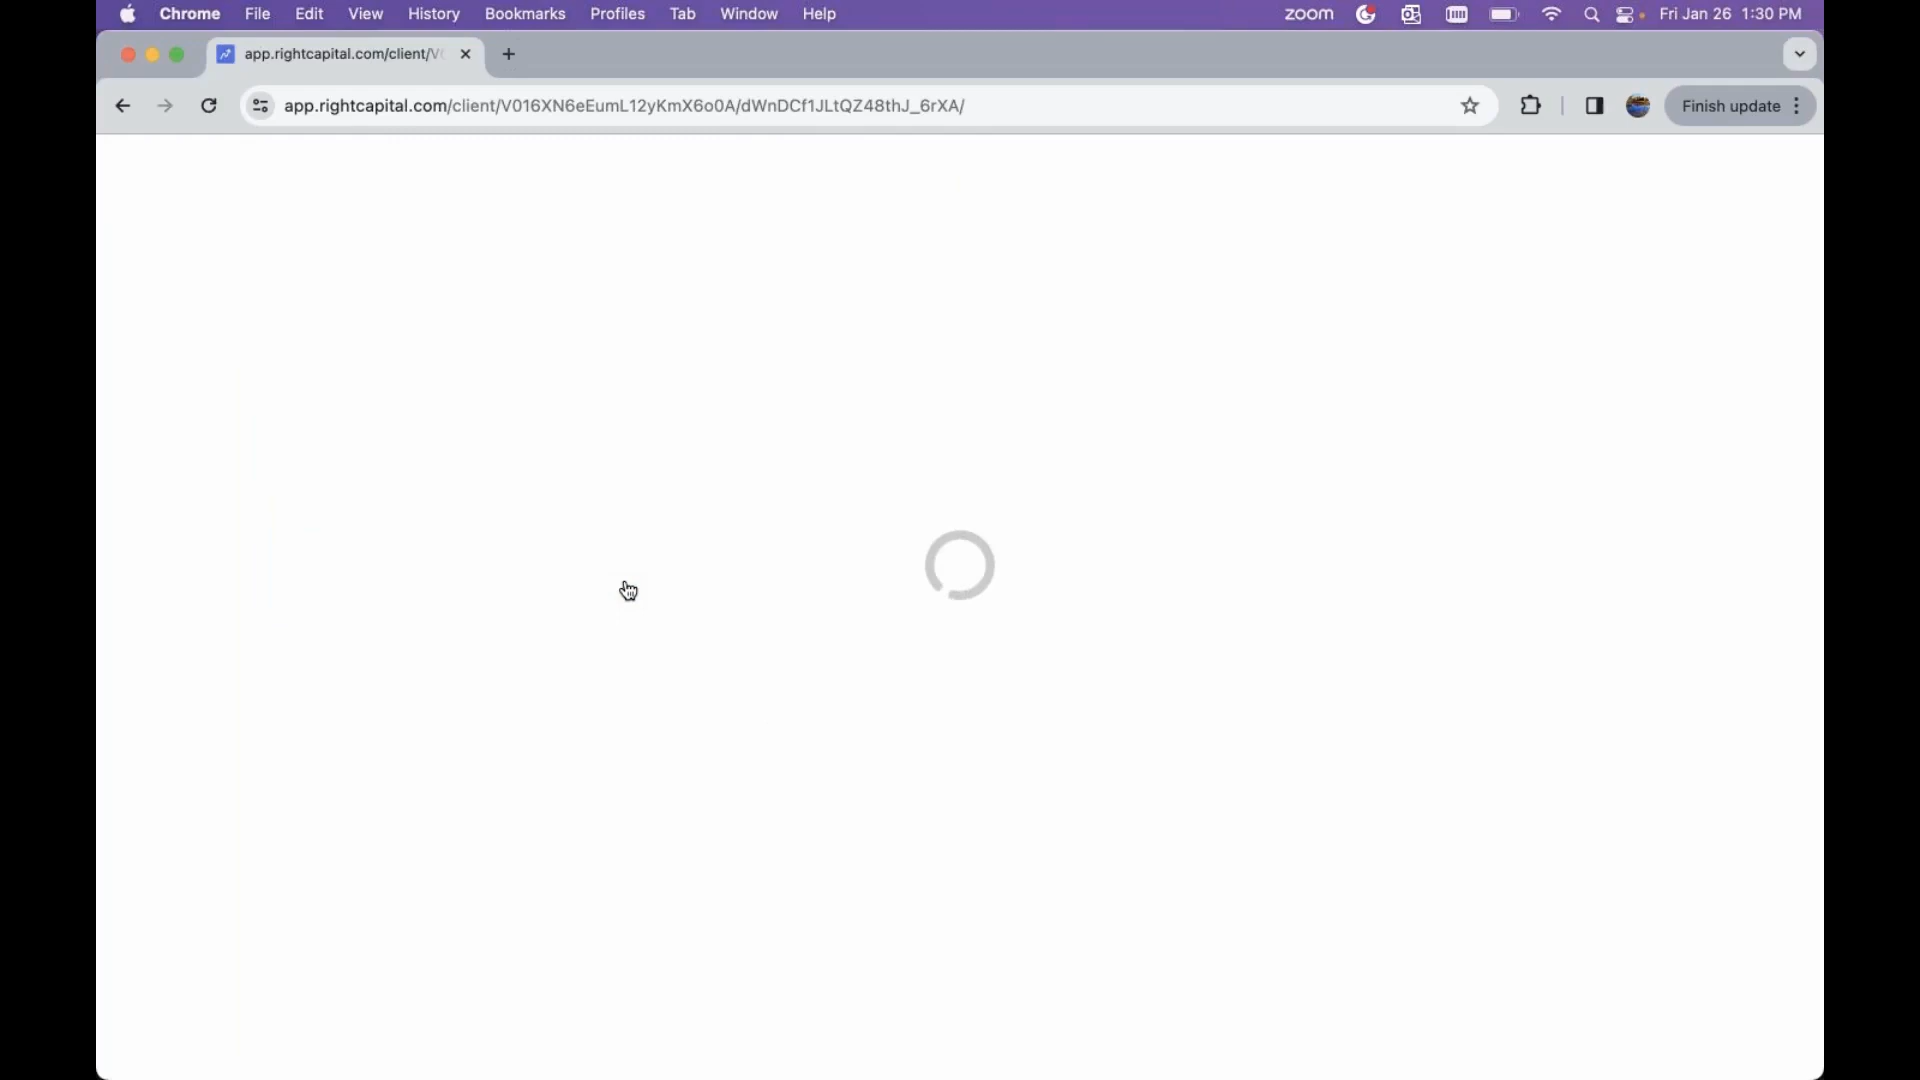 Chrome File Edit View History Bookmarks Profiles Tab Window Help zoom Fri Jan 26 1:30 PM
app.rightcapital.com/client/V
app.rightcapital.com/client/V016XN6eEumL12yKmX6o0A/dWnDCf1JLtQZ48thJ_6rXA/ Finish update